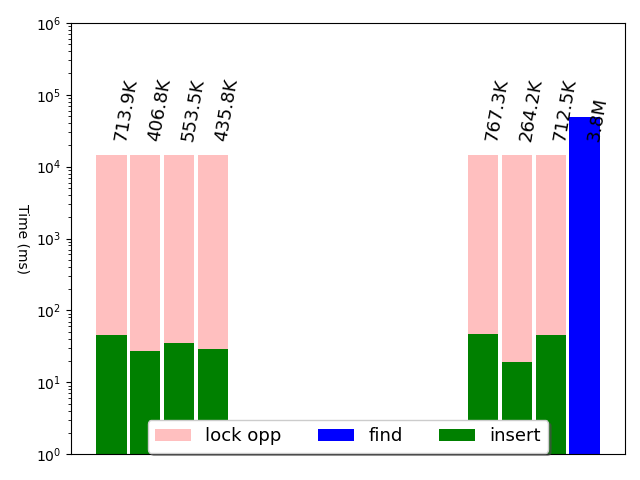 10^6
10^5
10^4
10^3
10^2
10^1
10^0
Time (ms)
713.9K
406.8K
553.5K
435.8K
767.3K
264.2K
712.5K
3.8M
lock opp
find
insert